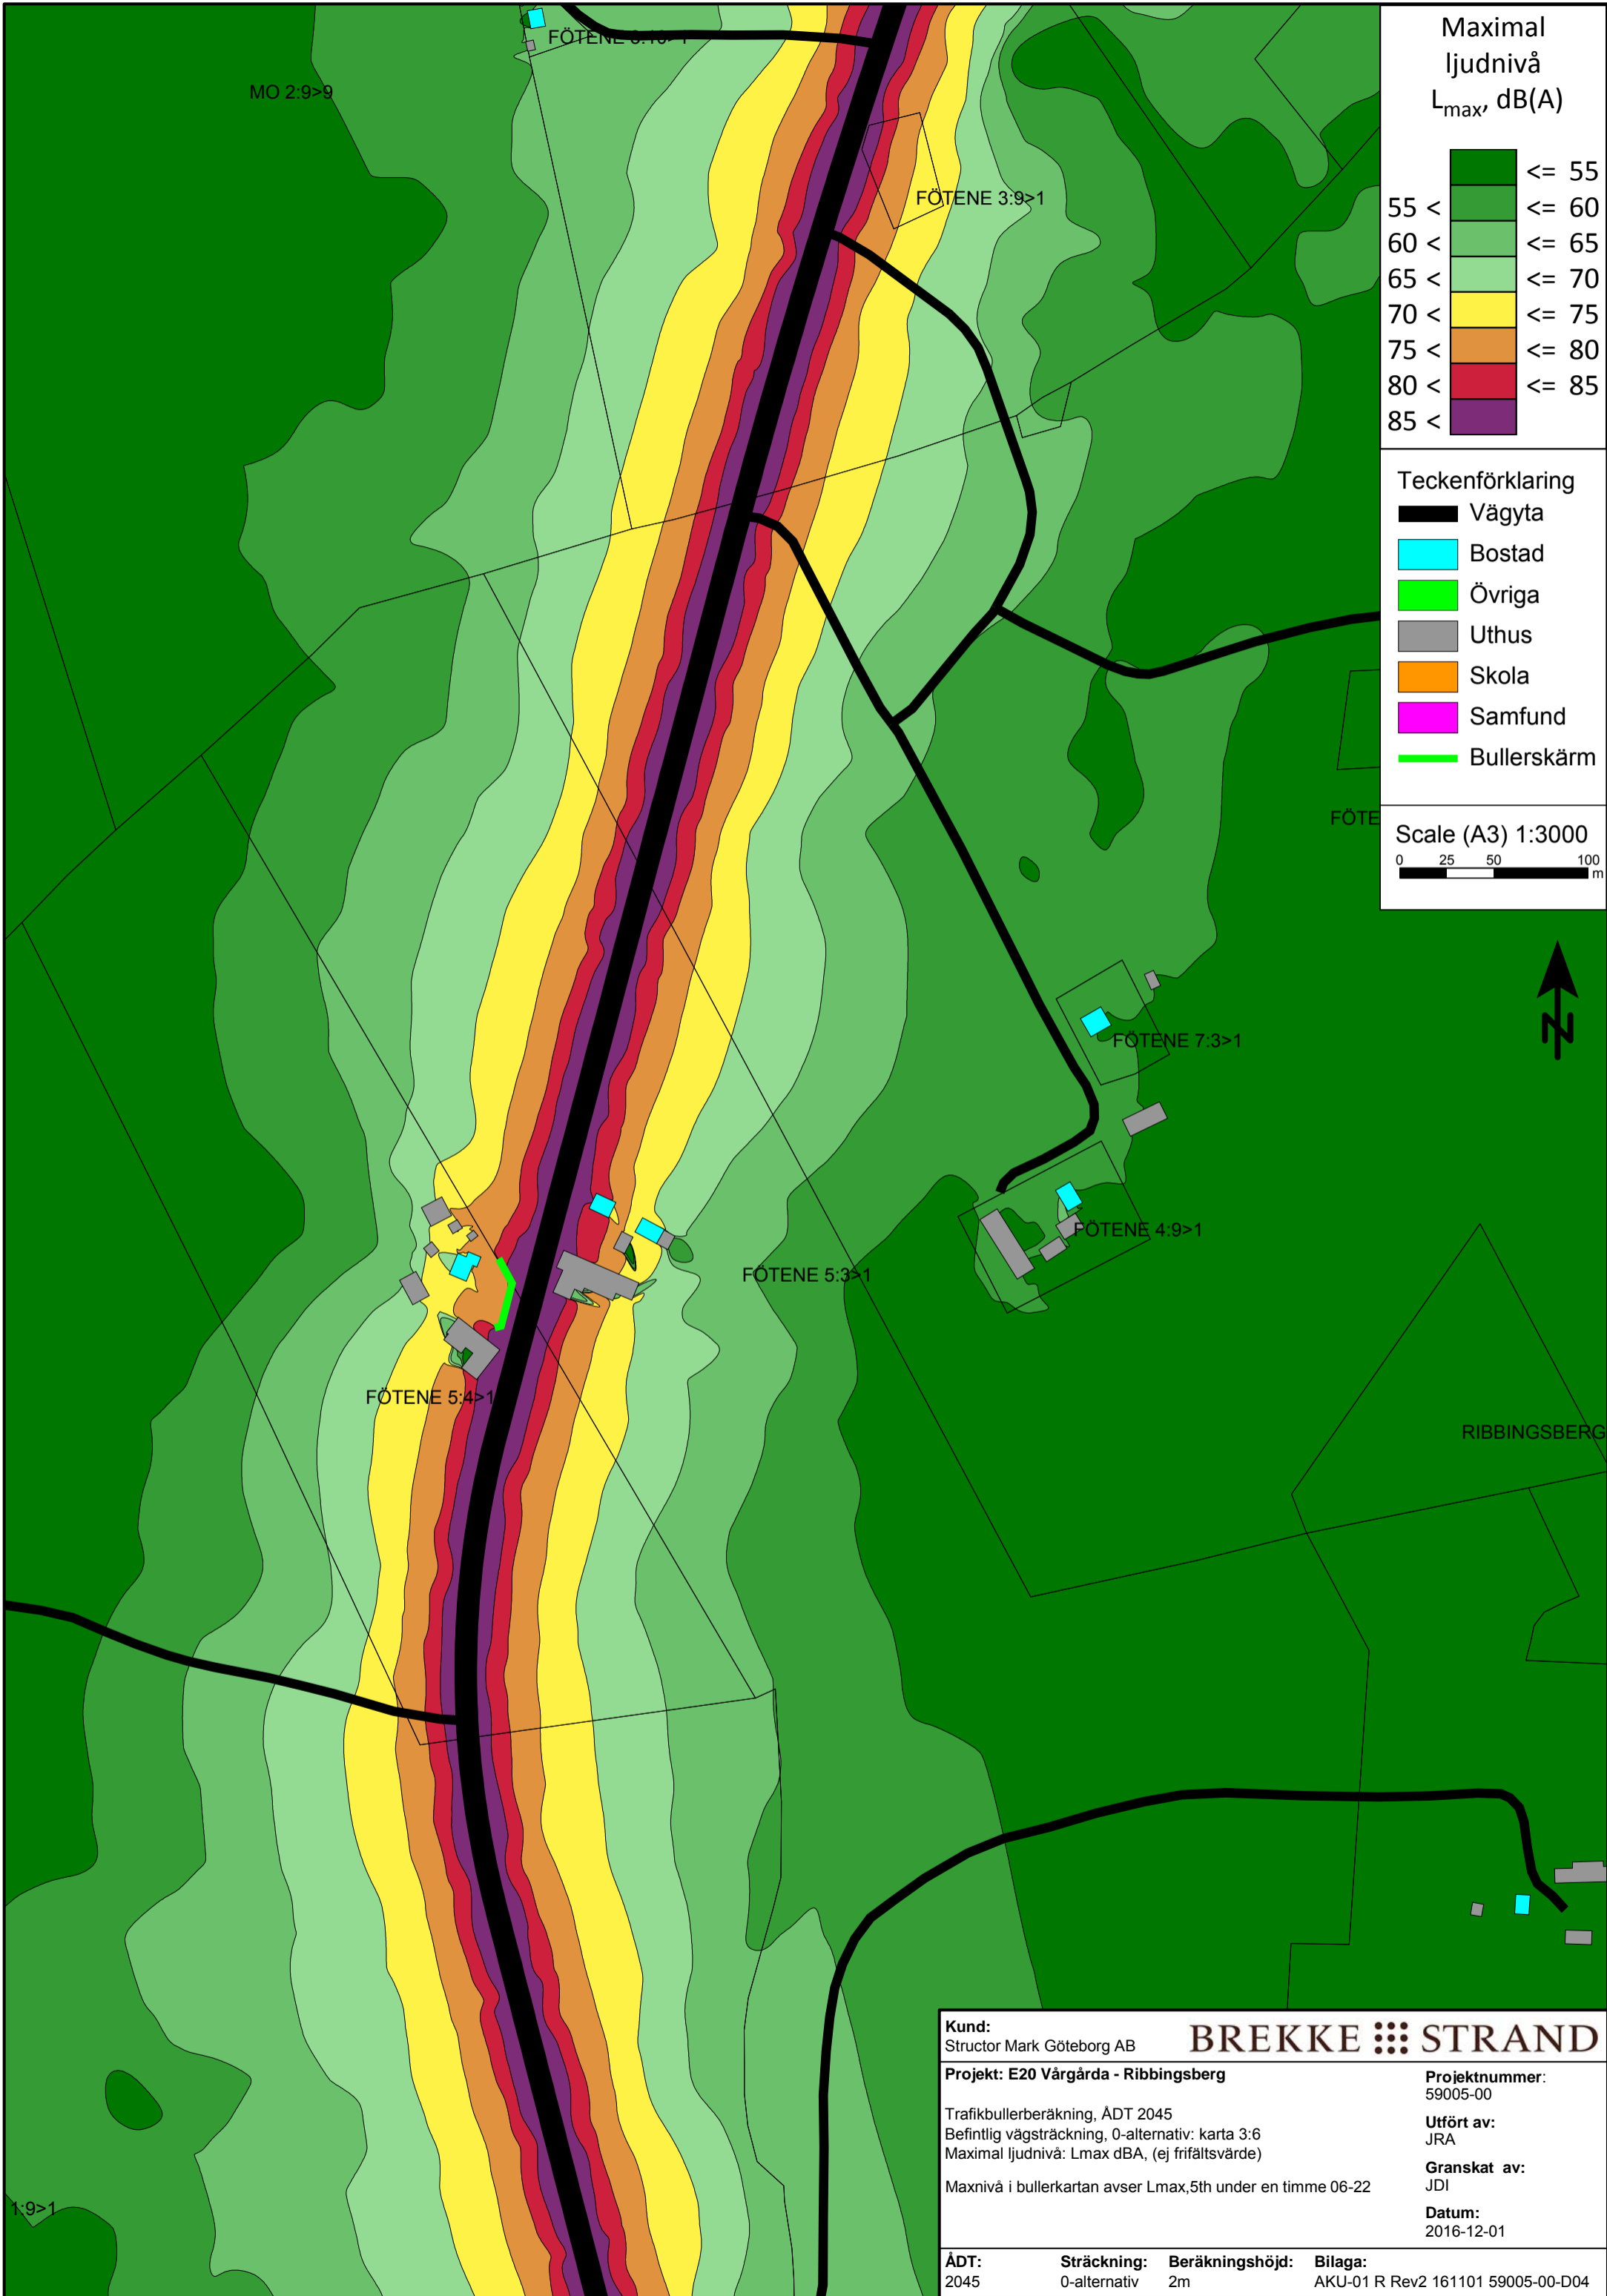 FÖTENE 3:10>1
MO 2:9>9
FÖTENE 3:9>1
FÖTE
FÖTENE 7:3>1
FÖTENE 4:9>1
FÖTENE 5:3>1
FÖTENE 5:4>1
RIBBINGSBERG
1:9>1
Maximal
ljudnivå
Lmax, dB(A)
<= 55
55 < <= 60
60 < <= 65
65 < <= 70
70 < <= 75
75 < <= 80
80 < <= 85
85 <
Teckenförklaring
Vägyta
Bostad
Övriga
Uthus
Skola
Samfund
Bullerskärm
Scale (A3) 1:3000
0 25 50 100
m
N
Kund:
Structor Mark Göteborg AB
BREKKE STRAND
Projekt: E20 Vårgårda - Ribbingsberg
Trafikbullerberäkning, ÅDT 2045
Befintlig vägsträckning, 0-alternativ: karta 3:6
Maximal ljudnivå: Lmax dBA, (ej frifältsvärde)
Maxnivå i bullerkartan avser Lmax,5th under en timme 06-22
Projektnummer:
59005-00
Utfört av:
JRA
Granskat av:
JDI
Datum:
2016-12-01
ÅDT: Sträckning: Beräkningshöjd: Bilaga:
2045 0-alternativ 2m AKU-01 R Rev2 161101 59005-00-D04